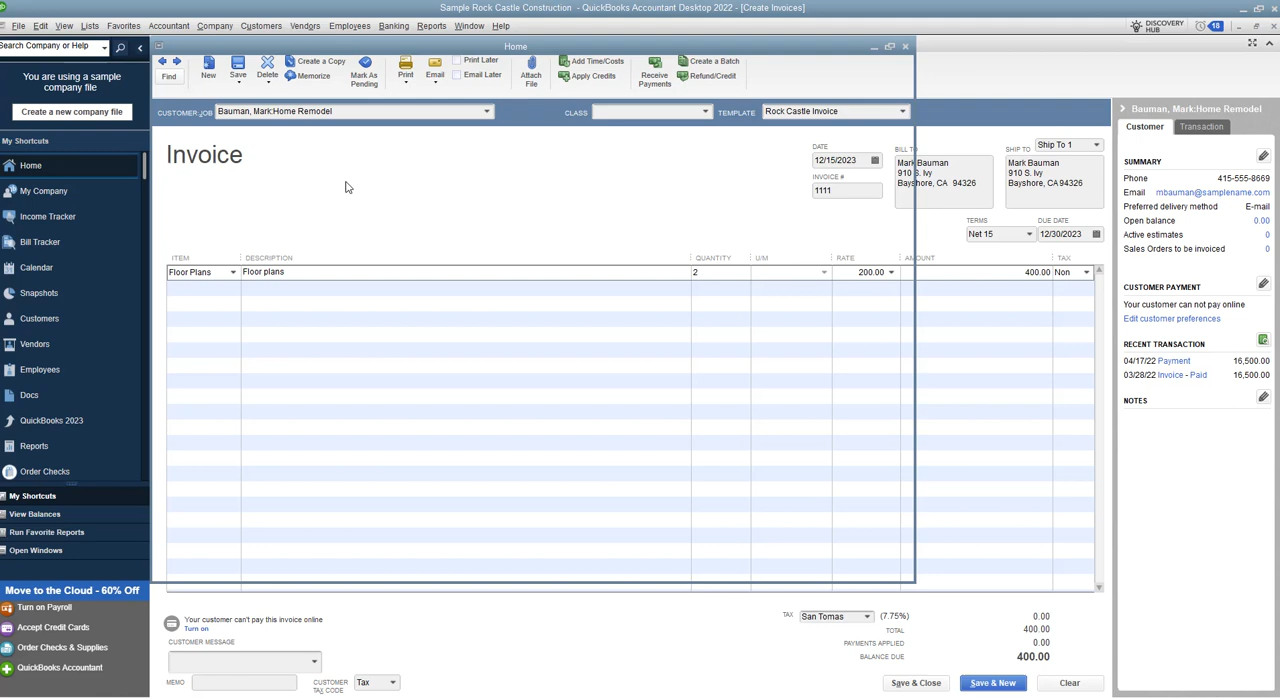 Sample Rock Castle Construction - QuickBooks Accountant Desktop 2022 - [Create Invoices]
File Edit View Lists Favorites Accountant Company Customers Vendors Employees Banking Reports Window Help
DISCOVERY HUB 18
Search Company or Help
Home
You are using a sample
company file
Create a new company file
My Shortcuts
Home
My Company
Income Tracker
Bill Tracker
Calendar
Snapshots
Customers
Vendors
Employees
Docs
QuickBooks 2023
Reports
Order Checks
My Shortcuts
View Balances
Run Favorite Reports
Open Windows
Move to the Cloud - 60% Off
Turn on Payroll
Accept Credit Cards
Order Checks & Supplies
QuickBooks Accountant
Find New Save Delete
Create a Copy
Memorize
Mark As
Pending
Print Email
Print Later
Email Later
Attach
File
Add Time/Costs
Apply Credits
Receive
Payments
Create a Batch
Refund/Credit
CUSTOMER:JOB Bauman, Mark:Home Remodel CLASS TEMPLATE Rock Castle Invoice
Invoice
DATE
12/15/2023
INVOICE #
1111
BILL TO
Mark Bauman
910 S. Ivy
Bayshore, CA 94326
SHIP TO Ship To 1
Mark Bauman
910 S. Ivy
Bayshore, CA 94326
TERMS DUE DATE
Net 15 12/30/2023
ITEM DESCRIPTION QUANTITY U/M RATE AMOUNT TAX
Floor Plans Floor plans 2 200.00 400.00 Non
Your customer can't pay this invoice online
Turn on
CUSTOMER MESSAGE
MEMO
CUSTOMER
TAX CODE
Tax
TAX San Tomas (7.75%) 0.00
TOTAL 400.00
PAYMENTS APPLIED 0.00
BALANCE DUE 400.00
Save & Close Save & New Clear
Bauman, Mark:Home Remodel
Customer Transaction
SUMMARY
Phone 415-555-8669
Email mbauman@samplename.com
Preferred delivery method E-mail
Open balance 0.00
Active estimates 0
Sales Orders to be invoiced 0
CUSTOMER PAYMENT
Your customer can not pay online
Edit customer preferences
RECENT TRANSACTION
04/17/22 Payment 16,500.00
03/28/22 Invoice - Paid 16,500.00
NOTES